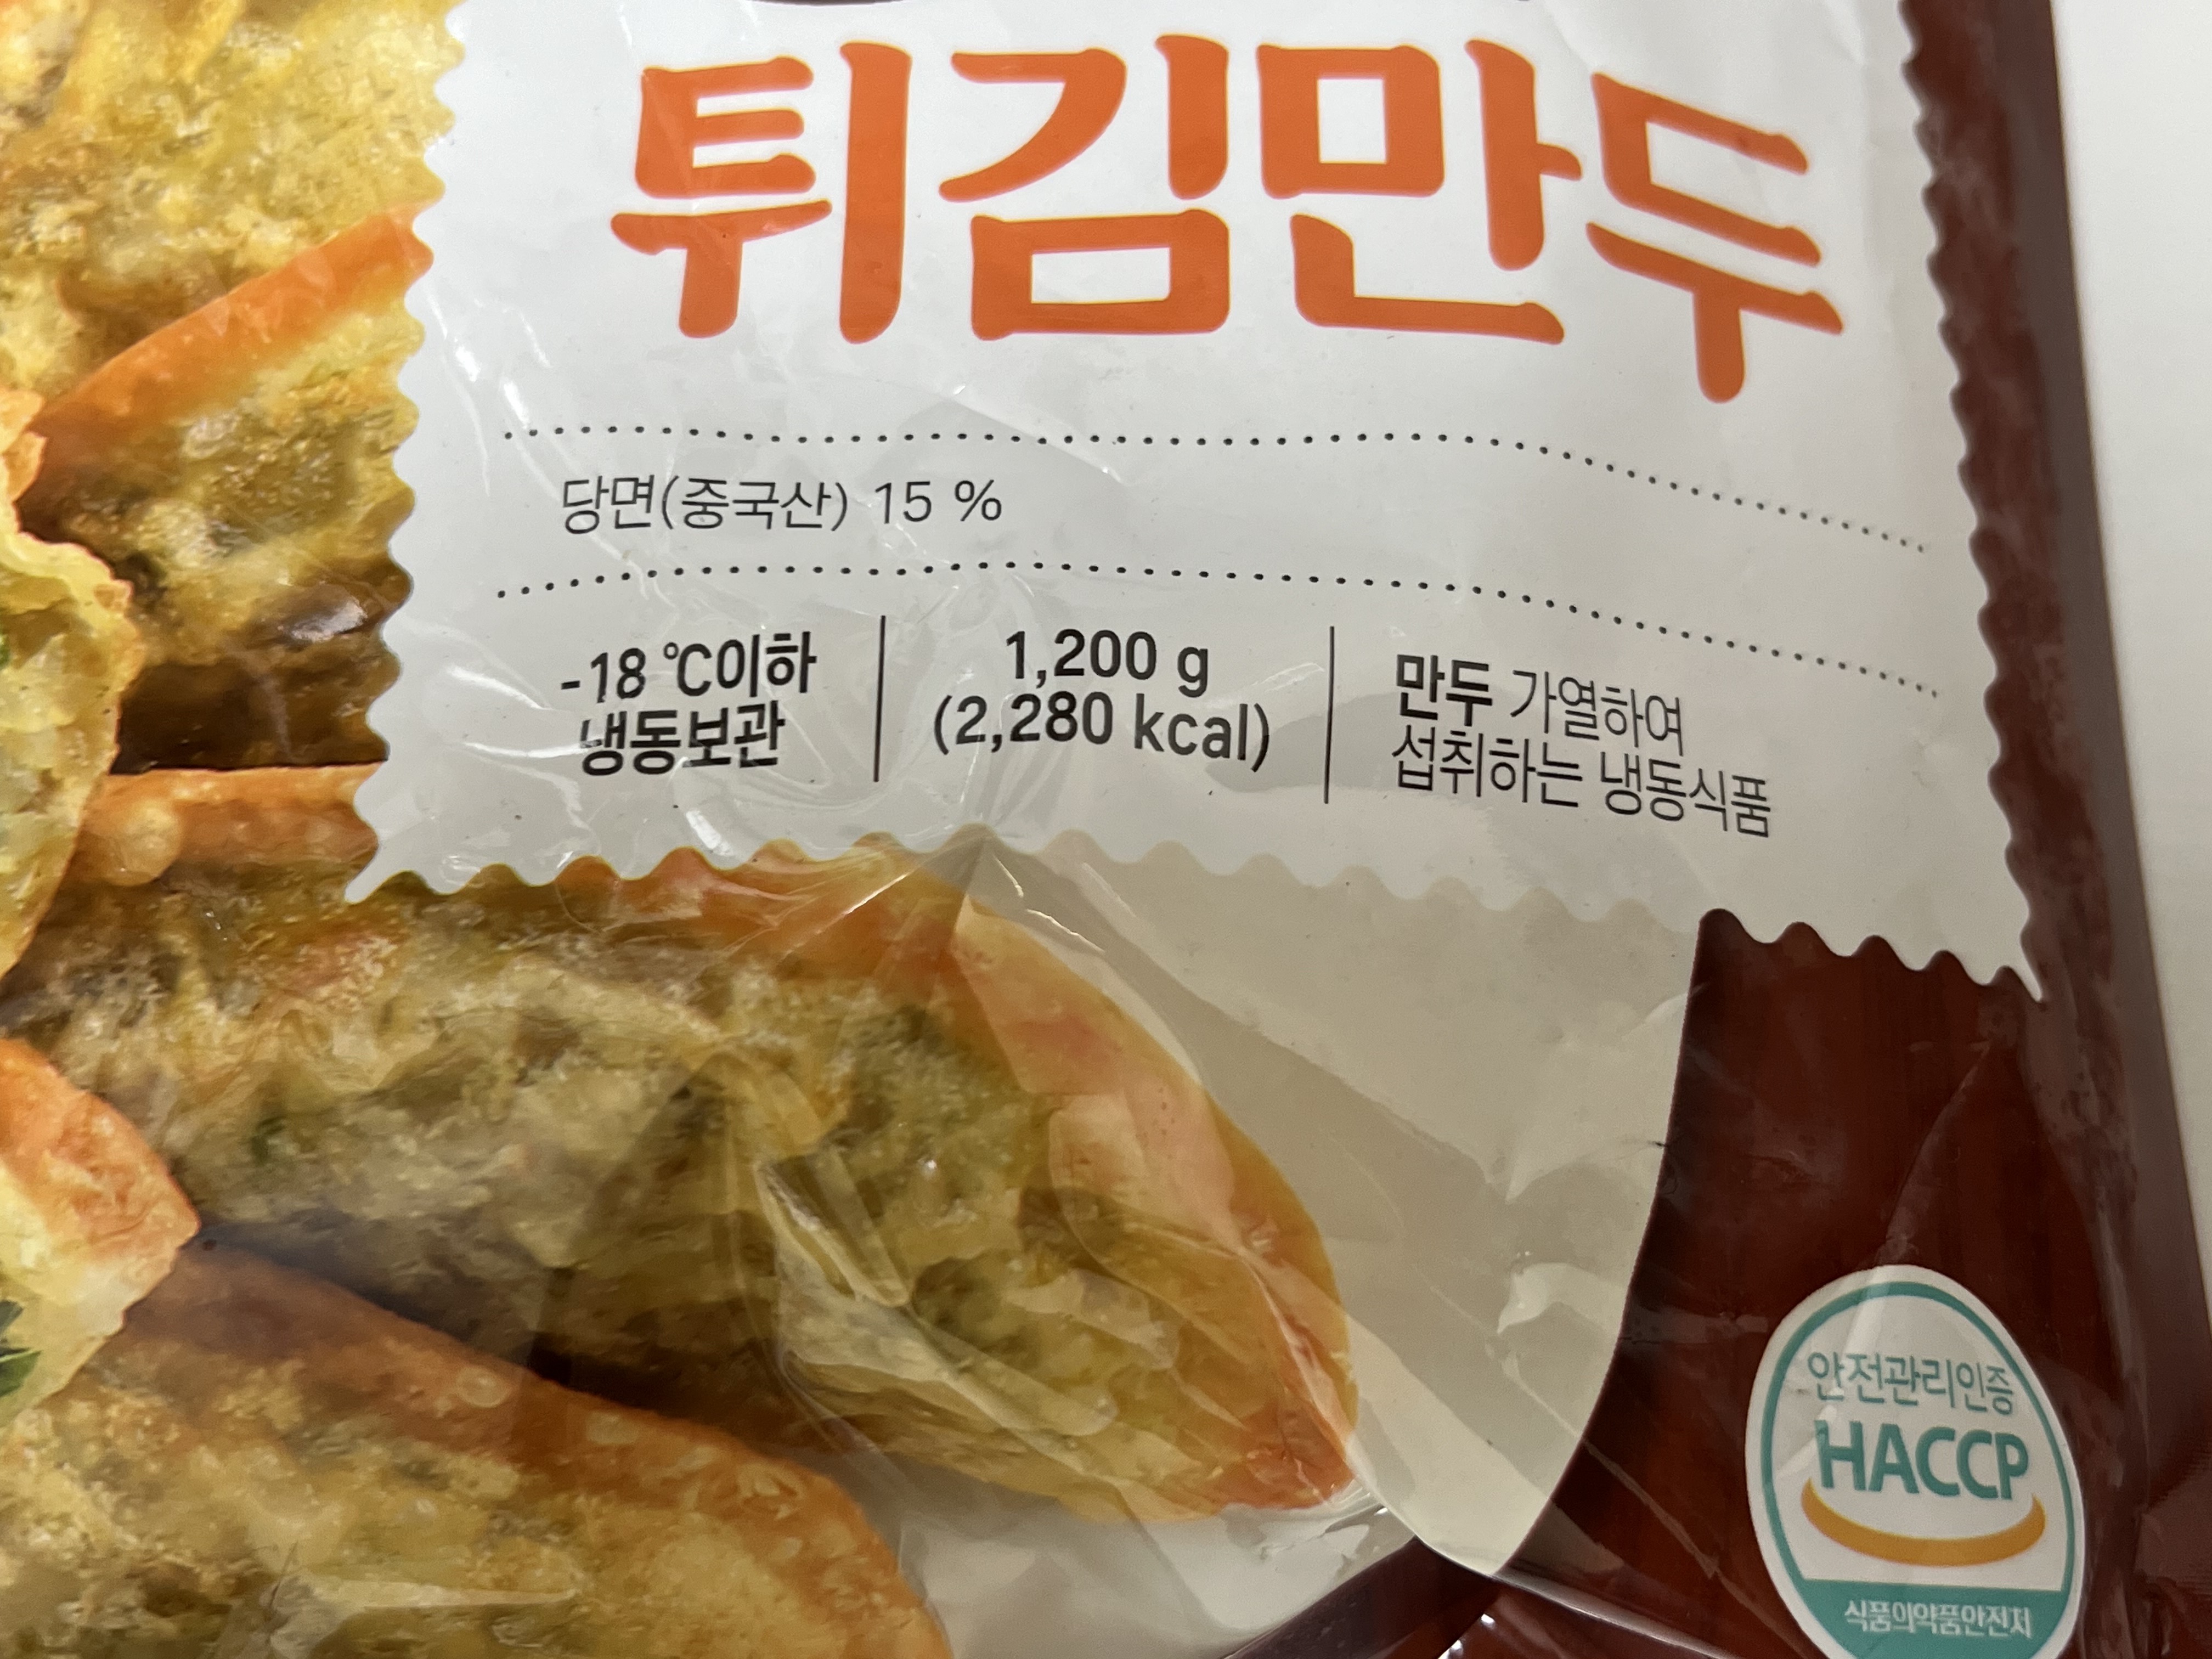 튀김만두
당면(중국산) 15 %
-18 ℃이하
냉동보관
1,200 g
(2,280 kcal)
만두 가열하여
섭취하는 냉동식품
안전관리인증
HACCP
식품의약품안전처